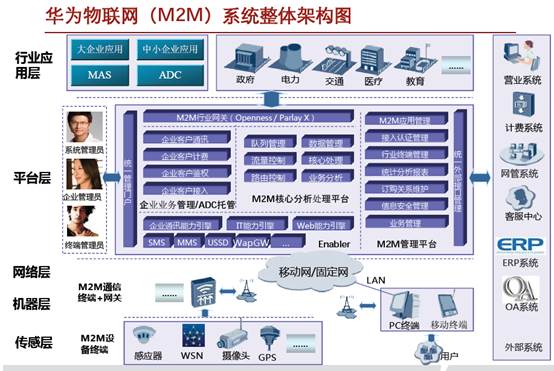 华为物联网（M2M）系统整体架构图
行业应用层
大企业应用
中小企业应用
MAS
ADC
政府
电力
交通
医疗
教育
……
营业系统
计费系统
网管系统
客服中心
ERP
ERP系统
OA
OA系统
外部系统
平台层
系统管理员
企业管理员
终端管理员
统一管理门户
M2M行业网关（Openness / Parlay X）
企业客户通讯
企业客户计费
企业客户鉴权
企业客户接入
企业业务管理/ADC托管
队列管理
数据管理
流量控制
核心处理
路由控制
业务分析
M2M核心分析处理平台
企业通讯能力引擎
IT能力引擎
Web能力引擎
SMS
MMS
USSD
WapGW
...
Enabler
M2M应用管理
接入认证管理
行业终端管理
统计分析报表
订购关系维护
信息安全管理
业务管理
M2M管理平台
统一外部接口管理
网络层
移动网/固定网
LAN
机器层
M2M通信
终端+网关
……
PC终端
移动终端
用户
传感层
M2M设
备终端
感应器
WSN
摄像头
GPS
……